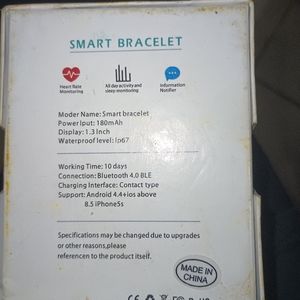 SMART BRACELET
Heart Rate
Monitoring
All day activity and
sleep monitoring
Information
Notifier
Moder Name: Smart bracelet
Power Iput: 180mAh
Display: 1.3 Inch
Waterproof level: Ip67
Working Time: 10 days
Connection: Bluetooth 4.0 BLE
Charging Interface: Contact type
Support: Android 4.4+ios above
8.5 iPhone5s
Specifications may be changed due to upgrades
or other reasons,please
referencen to the product itself.
MADE IN
CHINA
CE